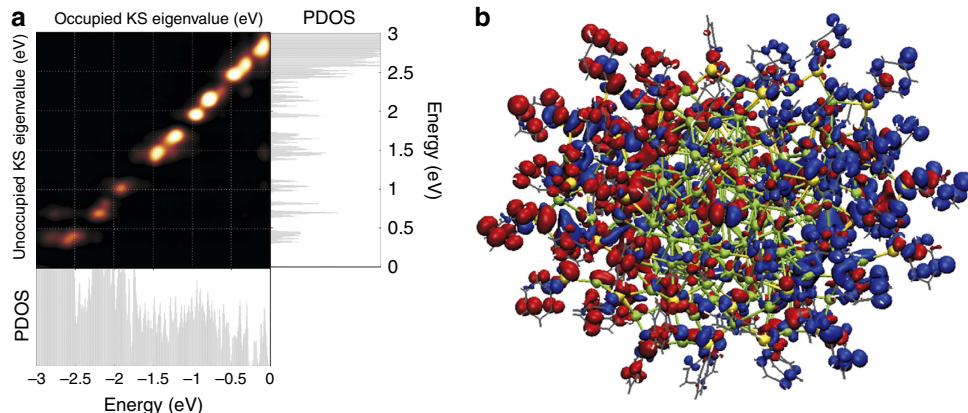 a
Occupied KS eigenvalue (eV)
PDOS
b
Unoccupied KS eigenvalue (eV)
3
2.5
2
1.5
1
0.5
0
Energy (eV)
PDOS
–3 –2.5 –2 –1.5 –1 –0.5 0
Energy (eV)